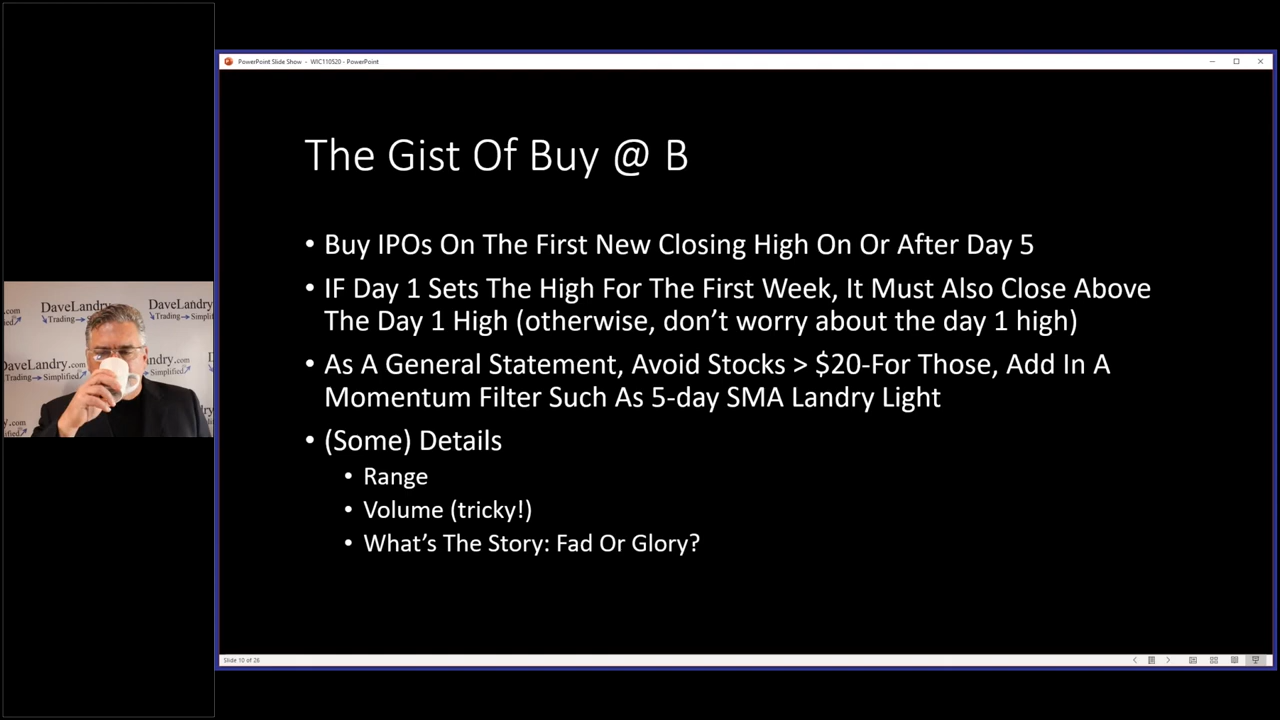 PowerPoint Slide Show - WIC110520 - PowerPoint
The Gist Of Buy @ B
• Buy IPOs On The First New Closing High On Or After Day 5
• IF Day 1 Sets The High For The First Week, It Must Also Close Above
The Day 1 High (otherwise, don't worry about the day 1 high)
• As A General Statement, Avoid Stocks > $20-For Those, Add In A
Momentum Filter Such As 5-day SMA Landry Light
• (Some) Details
• Range
• Volume (tricky!)
• What's The Story: Fad Or Glory?
DaveLandry
Trading
DaveLandry
Trading Simplif
aveLandry.com
Trading Simplified
Slide 10 of 26